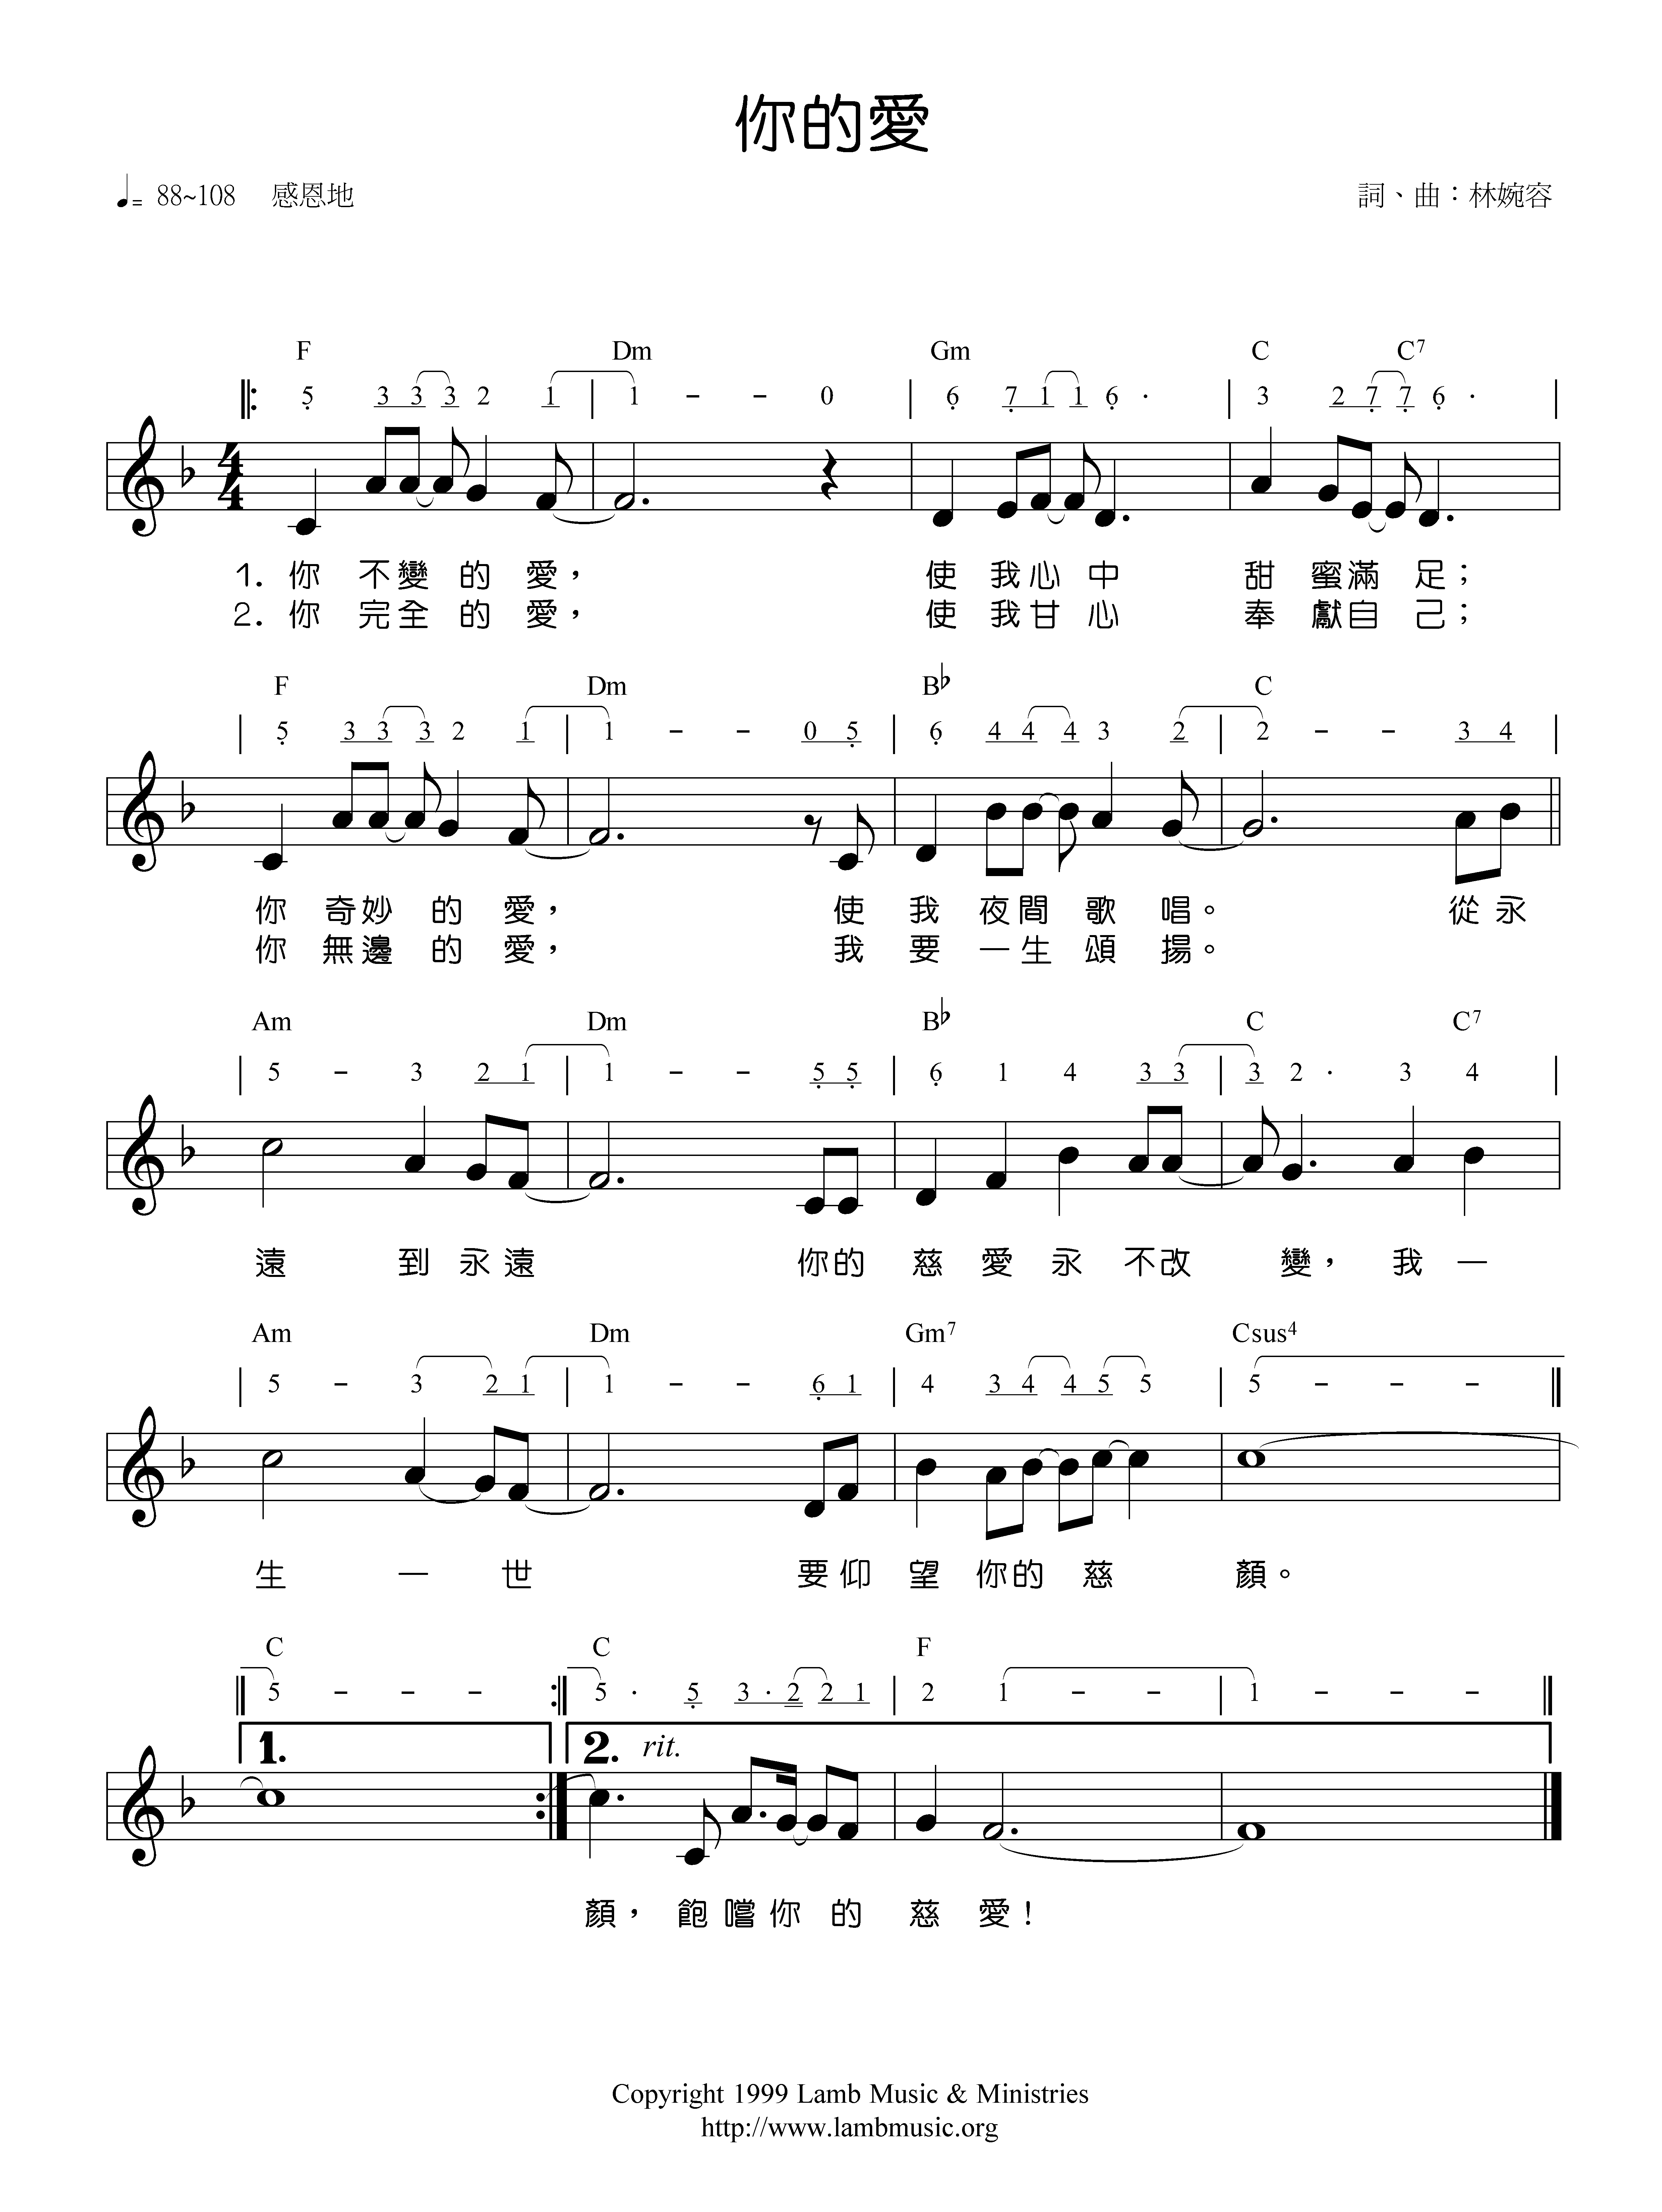 你的愛
♩= 88~108 感恩地 詞、曲：林婉容
F Dm Gm C C7
5 3 3 3 2 1 1 - - 0 6 7 1 1 6 · 3 2 7 7 6 ·
4/4
1. 你 不變 的 愛， 使 我心 中 甜 蜜滿 足；
2. 你 完全 的 愛， 使 我甘 心 奉 獻自 己；
F Dm B♭ C
5 3 3 3 2 1 1 - - 0 5 6 4 4 4 3 2 2 - - 3 4
你 奇妙 的 愛， 使 我 夜間 歌 唱。 從 永
你 無邊 的 愛， 我 要 一生 頌 揚。
Am Dm B♭ C C7
5 - 3 2 1 1 - - 5 5 6 1 4 3 3 3 2 · 3 4
遠 到 永 遠 你的 慈 愛 永 不改 變， 我 一
Am Dm Gm7 Csus4
5 - 3 2 1 1 - - 6 1 4 3 4 4 5 5 5 - - -
生 一 世 要仰 望 你的 慈 顏。
C C F
5 - - - 5 · 5 3 · 2 2 1 2 1 - - 1 - - -
1. 2. rit.
顏， 飽 嚐 你 的 慈 愛！
Copyright 1999 Lamb Music & Ministries
http://www.lambmusic.org